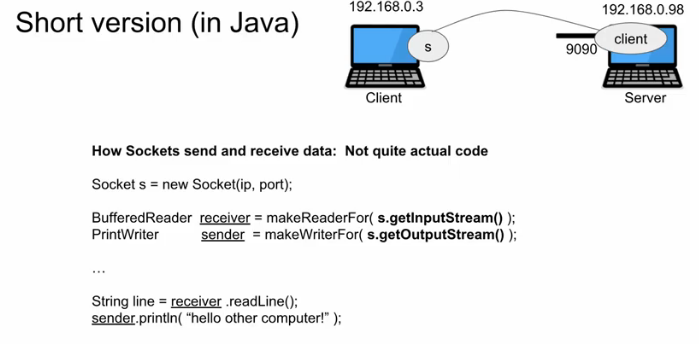 Short version (in Java)
192.168.0.3
192.168.0.98
s
client
9090
Client
Server
How Sockets send and receive data:  Not quite actual code
Socket s = new Socket(ip, port);
BufferedReader  receiver = makeReaderFor( s.getInputStream() );
PrintWriter        sender  = makeWriterFor( s.getOutputStream() );
…
String line = receiver .readLine();
sender.println( “hello other computer!” );